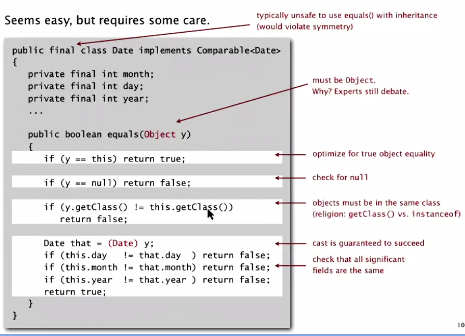 Seems easy, but requires some care.
typically unsafe to use equals() with inheritance
(would violate symmetry)
public final class Date implements Comparable<Date>
{
private final int month;
private final int day;
private final int year;
...
must be Object.
Why? Experts still debate.
public boolean equals(Object y)
{
if (y == this) return true;
optimize for true object equality
if (y == null) return false;
check for null
if (y.getClass() != this.getClass())
return false;
objects must be in the same class
(religion: getClass() vs. instanceof)
Date that = (Date) y;
cast is guaranteed to succeed
if (this.day != that.day ) return false;
if (this.month != that.month) return false;
if (this.year != that.year ) return false;
return true;
check that all significant
fields are the same
}
}
10